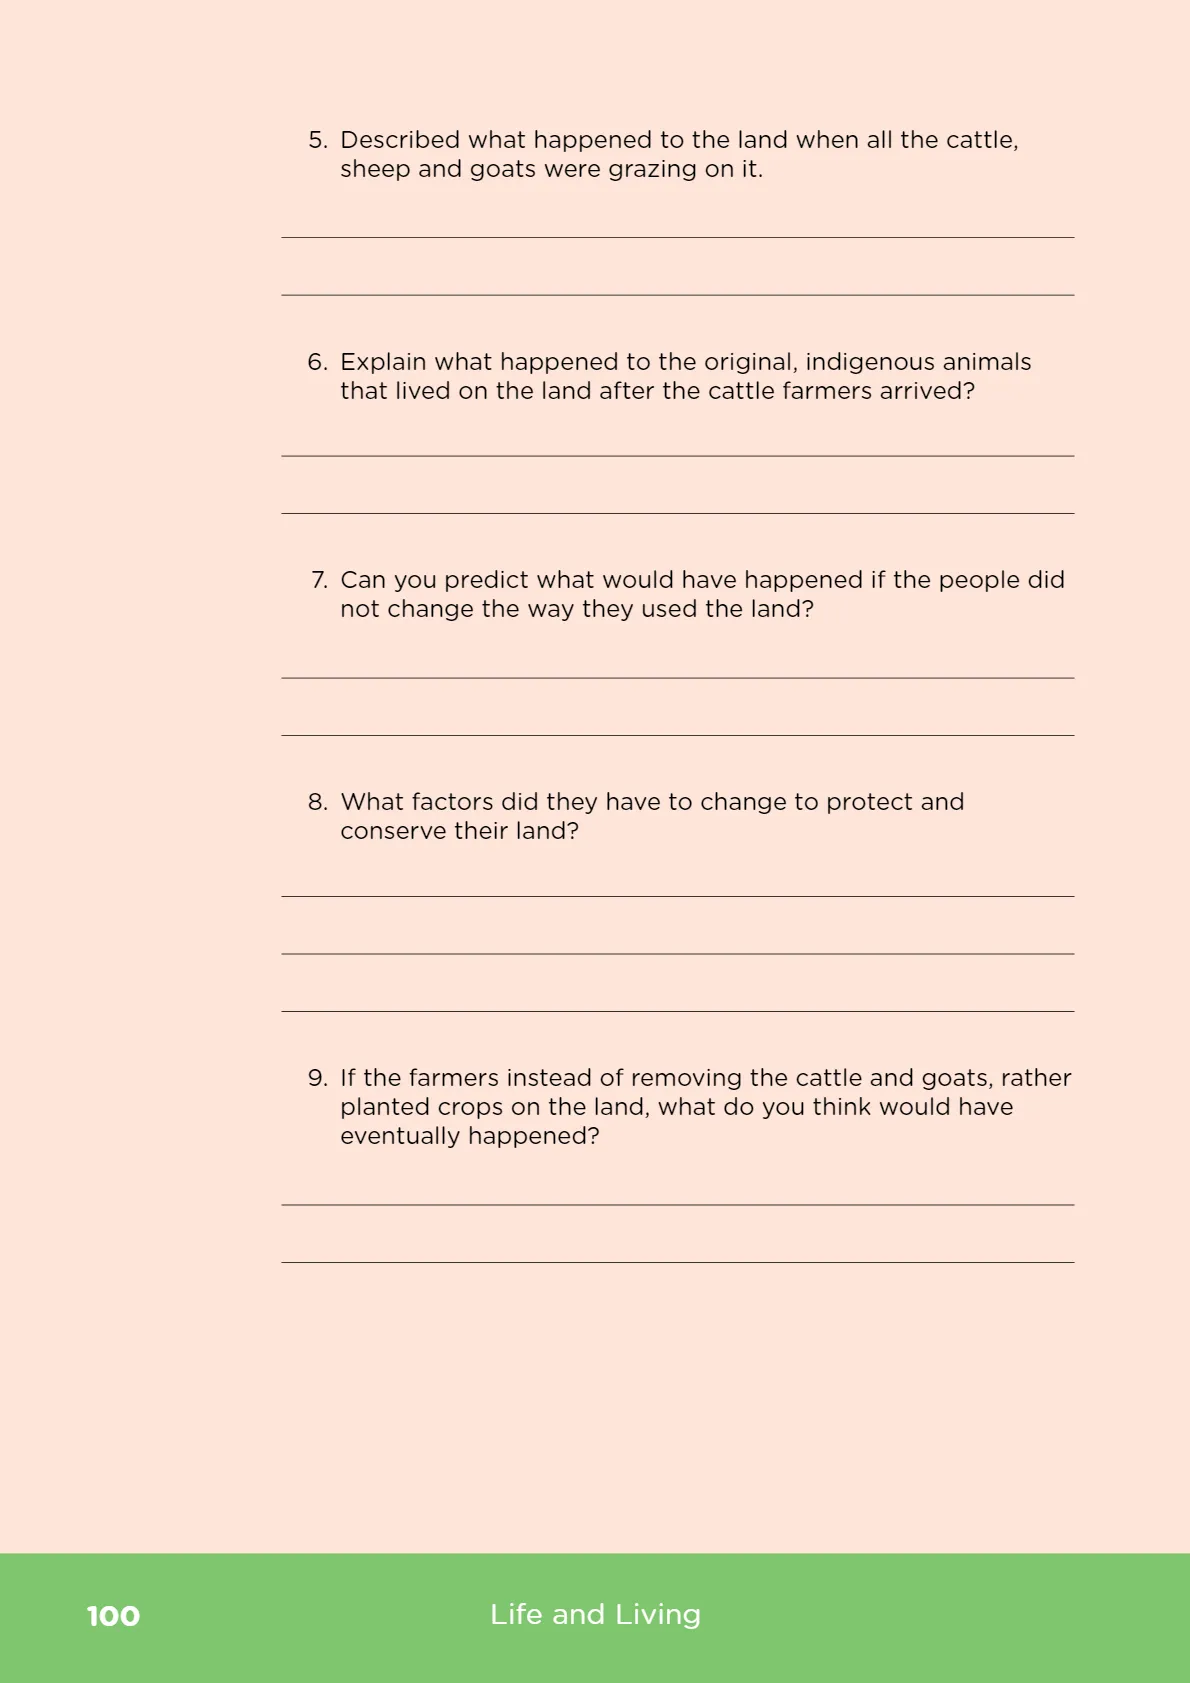 5. Described what happened to the land when all the cattle,
sheep and goats were grazing on it.
6. Explain what happened to the original, indigenous animals
that lived on the land after the cattle farmers arrived?
7. Can you predict what would have happened if the people did
not change the way they used the land?
8. What factors did they have to change to protect and
conserve their land?
9. If the farmers instead of removing the cattle and goats, rather
planted crops on the land, what do you think would have
eventually happened?
100 Life and Living